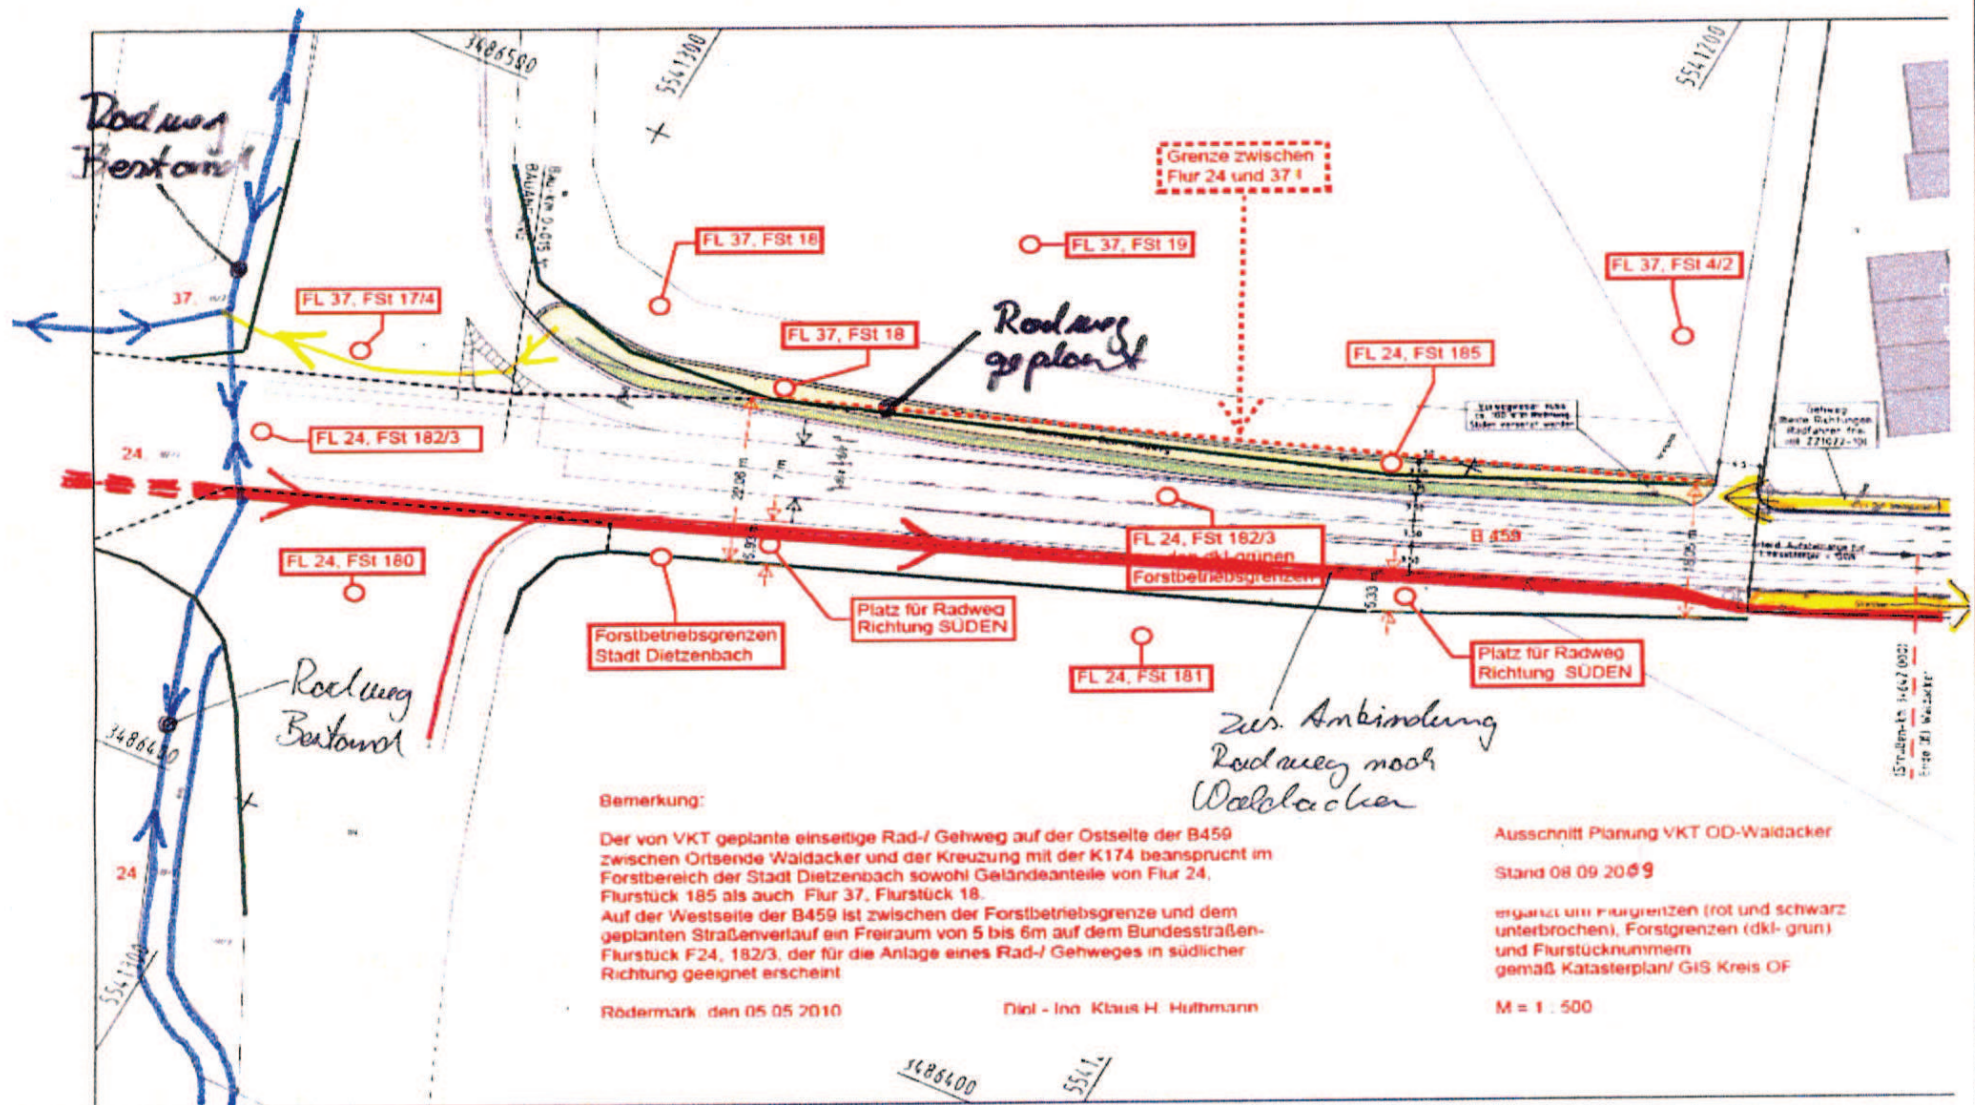 3486500
5541300
5541200
Radweg
Bestand
Grenze zwischen
Flur 24 und 37
FL 37, FSt 18
FL 37, FSt 19
FL 37, FSt 4/2
37.
FL 37, FSt 17/4
Radweg
geplant
FL 37, FSt 18
FL 24, FSt 185
Gehweg
FL 24, FSt 182/3
24.
22.06 m
7m
FL 24, FSt 182/3
Forstbetriebsgrenzen
B 459
FL 24, FSt 180
5.33
Platz für Radweg
Richtung SÜDEN
Forstbetriebsgrenzen
Stadt Dietzenbach
Platz für Radweg
Richtung SÜDEN
FL 24, FSt 181
Radweg
Bestand
3486400
zus. Anbindung
Radweg nach
Waldacker
Bemerkung:
Der von VKT geplante einseitige Rad-/ Gehweg auf der Ostseite der B459
zwischen Ortsende Waldacker und der Kreuzung mit der K174 beansprucht im
Forstbereich der Stadt Dietzenbach sowohl Geländeanteile von Flur 24,
Flurstück 185 als auch Flur 37, Flurstück 18.
Auf der Westseite der B459 ist zwischen der Forstbetriebsgrenze und dem
geplanten Straßenverlauf ein Freiraum von 5 bis 6m auf dem Bundesstraßen-
Flurstück F24, 182/3, der für die Anlage eines Rad-/ Gehweges in südlicher
Richtung geeignet erscheint
Rödermark, den 05.05.2010
Dipl - Ing. Klaus H. Huthmann
Ausschnitt Planung VKT OD-Waldacker
Stand 08.09.2009
ergänzt um Flurgrenzen (rot und schwarz
unterbrochen), Forstgrenzen (dkl- grün)
und Flurstücknummern
gemäß Katasterplan/ GIS Kreis OF
M = 1 : 500
24
5541300
3486400
5541